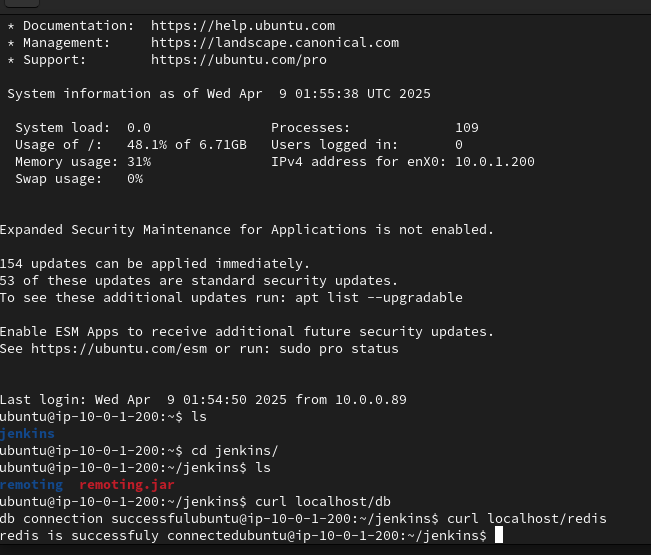 * Documentation:  https://help.ubuntu.com
* Management:     https://landscape.canonical.com
* Support:        https://ubuntu.com/pro
System information as of Wed Apr  9 01:55:38 UTC 2025
System load:  0.0               Processes:             109
Usage of /:   48.1% of 6.71GB   Users logged in:       0
Memory usage: 31%               IPv4 address for enX0: 10.0.1.200
Swap usage:   0%
Expanded Security Maintenance for Applications is not enabled.
154 updates can be applied immediately.
53 of these updates are standard security updates.
To see these additional updates run: apt list --upgradable
Enable ESM Apps to receive additional future security updates.
See https://ubuntu.com/esm or run: sudo pro status
Last login: Wed Apr  9 01:54:50 2025 from 10.0.0.89
ubuntu@ip-10-0-1-200:~$ ls
jenkins
ubuntu@ip-10-0-1-200:~$ cd jenkins/
ubuntu@ip-10-0-1-200:~/jenkins$ ls
remoting  remoting.jar
ubuntu@ip-10-0-1-200:~/jenkins$ curl localhost/db
db connection successfulubuntu@ip-10-0-1-200:~/jenkins$ curl localhost/redis
redis is successfuly connectedubuntu@ip-10-0-1-200:~/jenkins$